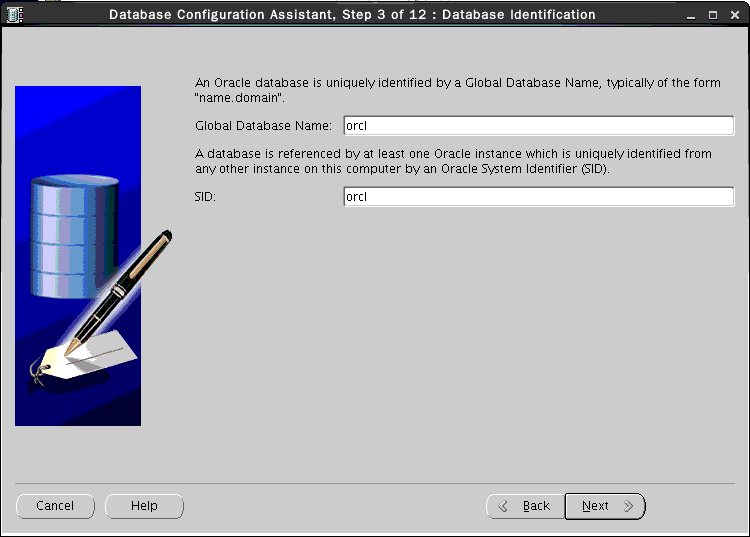 Database Configuration Assistant, Step 3 of 12 : Database Identification
An Oracle database is uniquely identified by a Global Database Name, typically of the form
"name.domain".
Global Database Name: orcl
A database is referenced by at least one Oracle instance which is uniquely identified from
any other instance on this computer by an Oracle System Identifier (SID).
SID: orcl
Cancel Help Back Next